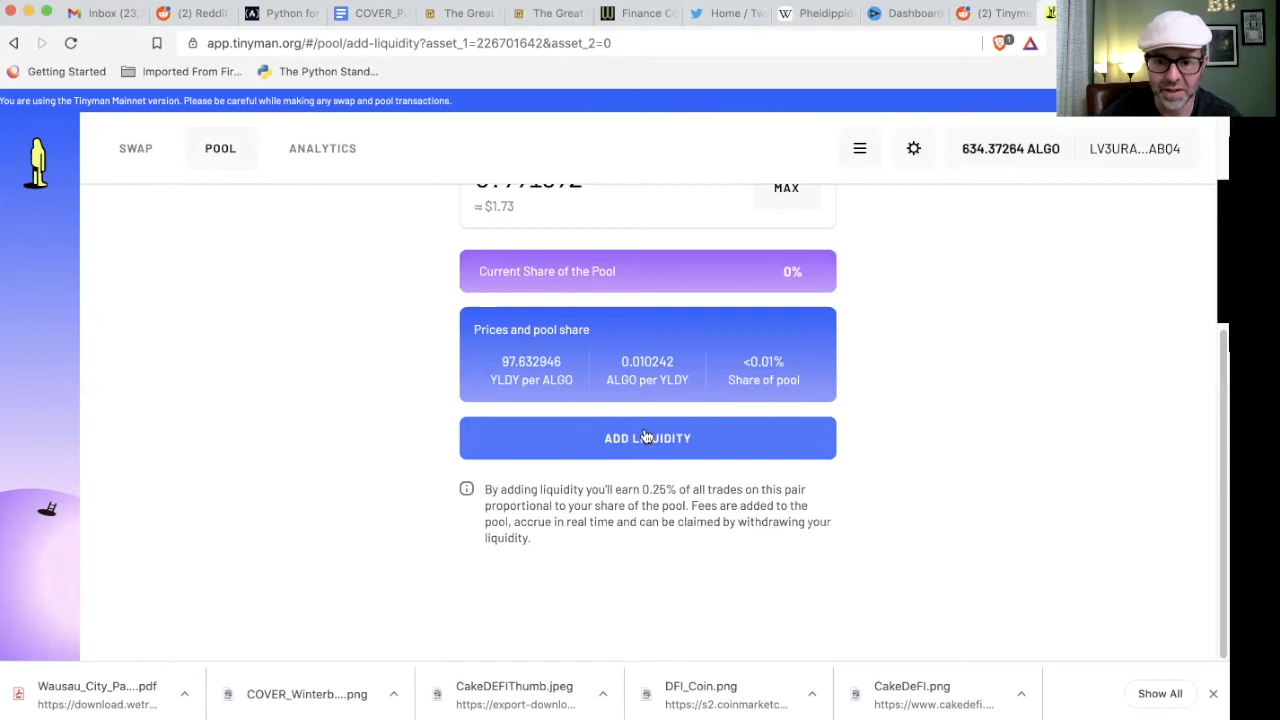 Inbox (23,
(2) Reddi
Python for
COVER_Pu
The Great
The Great
Finance Co
Home / Tw
Pheidippid
Dashboard
(2) Tinym
app.tinyman.org/#/pool/add-liquidity?asset_1=226701642&asset_2=0
1
Getting Started
Imported From Fir...
The Python Stand...
You are using the Tinyman Mainnet version. Please be careful while making any swap and pool transactions.
SWAP
POOL
ANALYTICS
634.37264 ALGO
LV3URA...ABQ4
MAX
≈ $1.73
Current Share of the Pool
0%
Prices and pool share
97.632946
0.010242
<0.01%
YLDY per ALGO
ALGO per YLDY
Share of pool
ADD LIQUIDITY
By adding liquidity you'll earn 0.25% of all trades on this pair
proportional to your share of the pool. Fees are added to the
pool, accrue in real time and can be claimed by withdrawing your
liquidity.
Wausau_City_Pa....pdf
https://download.wetr...
COVER_Winterb....png
CakeDEFIThumb.jpeg
https://export-downlo...
DFI_Coin.png
https://s2.coinmarketc...
CakeDeFi.png
https://www.cakedefi....
Show All